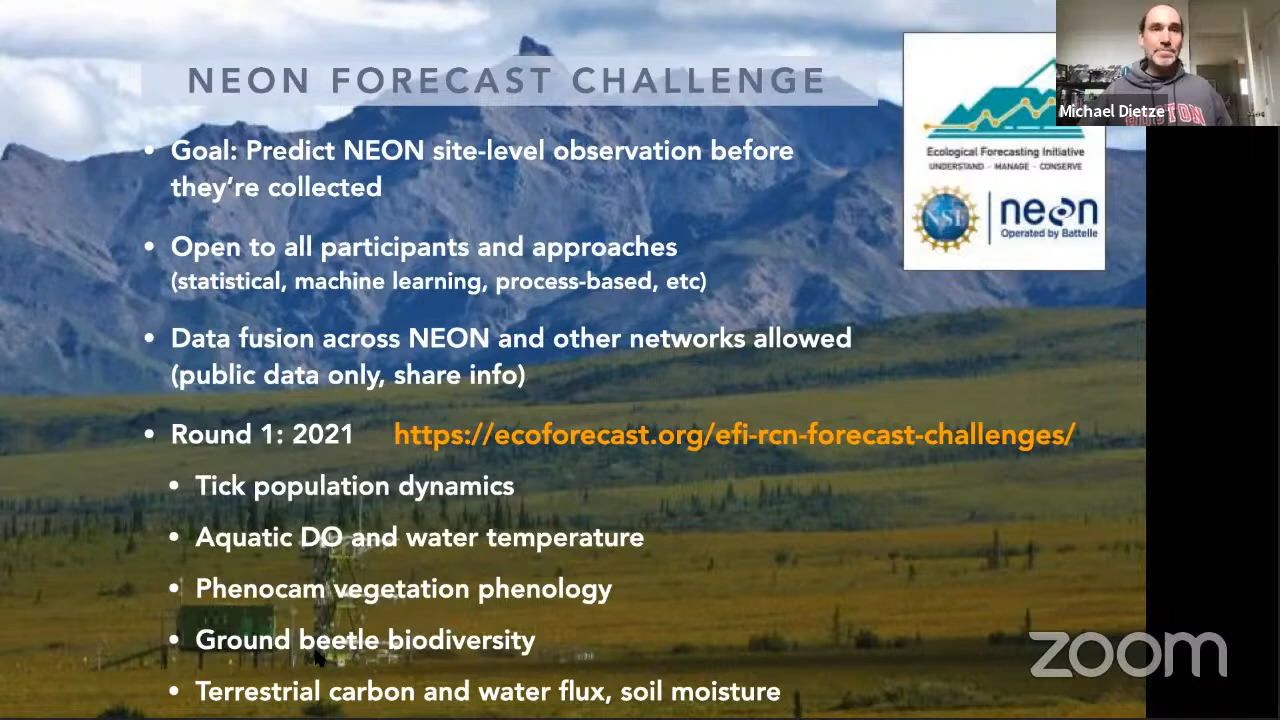 NEON FORECAST CHALLENGE
• Goal: Predict NEON site-level observation before
they're collected
• Open to all participants and approaches
(statistical, machine learning, process-based, etc)
• Data fusion across NEON and other networks allowed
(public data only, share info)
• Round 1: 2021 https://ecoforecast.org/efi-rcn-forecast-challenges/
• Tick population dynamics
• Aquatic DO and water temperature
• Phenocam vegetation phenology
• Ground beetle biodiversity
• Terrestrial carbon and water flux, soil moisture
Ecological Forecasting Initiative
UNDERSTAND · MANAGE · CONSERVE
NSF
neon
Operated by Battelle
Michael Dietze
zoom